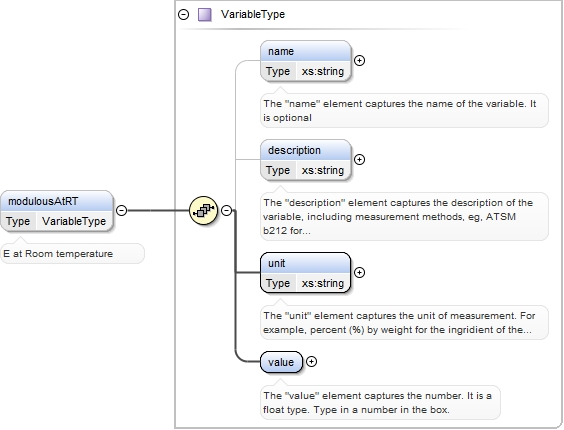 VariableType
name
Type xs:string
The "name" element captures the name of the variable. It
is optional
description
Type xs:string
The "description" element captures the description of the
variable, including measurement methods, eg, ATSM
b212 for...
modulousAtRT
Type VariableType
E at Room temperature
unit
Type xs:string
The "unit" element captures the unit of measurement. For
example, percent (%) by weight for the ingridient of the...
value
The "value" element captures the number. It is a
float type. Type in a number in the box.